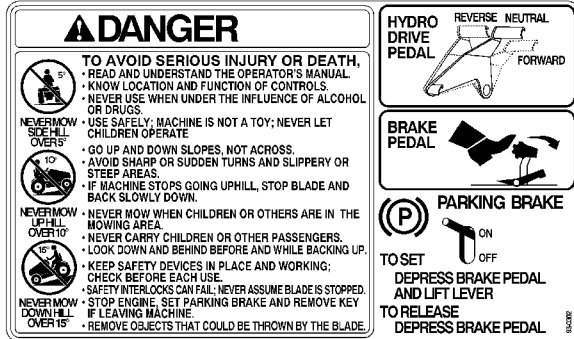 DANGER
TO AVOID SERIOUS INJURY OR DEATH,
• READ AND UNDERSTAND THE OPERATOR'S MANUAL.
• KNOW LOCATION AND FUNCTION OF CONTROLS.
• NEVER USE WHEN UNDER THE INFLUENCE OF ALCOHOL
OR DRUGS.
• USE SAFELY; MACHINE IS NOT A TOY; NEVER LET
CHILDREN OPERATE
• GO UP AND DOWN SLOPES, NOT ACROSS.
• AVOID SHARP OR SUDDEN TURNS AND SLIPPERY OR
STEEP AREAS.
• IF MACHINE STOPS GOING UPHILL, STOP BLADE AND
BACK SLOWLY DOWN.
• NEVER MOW WHEN CHILDREN OR OTHERS ARE IN THE
MOWING AREA.
• NEVER CARRY CHILDREN OR OTHER PASSENGERS.
• LOOK DOWN AND BEHIND BEFORE AND WHILE BACKING UP.
• KEEP SAFETY DEVICES IN PLACE AND WORKING;
CHECK BEFORE EACH USE.
• SAFETY INTERLOCKS CAN FAIL; NEVER ASSUME BLADE IS STOPPED.
• STOP ENGINE, SET PARKING BRAKE AND REMOVE KEY
IF LEAVING MACHINE.
• REMOVE OBJECTS THAT COULD BE THROWN BY THE BLADE.
5°
NEVER MOW
SIDE HILL
OVER 5°
10°
NEVER MOW
UP HILL
OVER 10°
15°
NEVER MOW
DOWN HILL
OVER 15°
HYDRO
DRIVE
PEDAL
REVERSE
NEUTRAL
FORWARD
BRAKE
PEDAL
P
PARKING BRAKE
ON
OFF
TO SET
DEPRESS BRAKE PEDAL
AND LIFT LEVER
TO RELEASE
DEPRESS BRAKE PEDAL